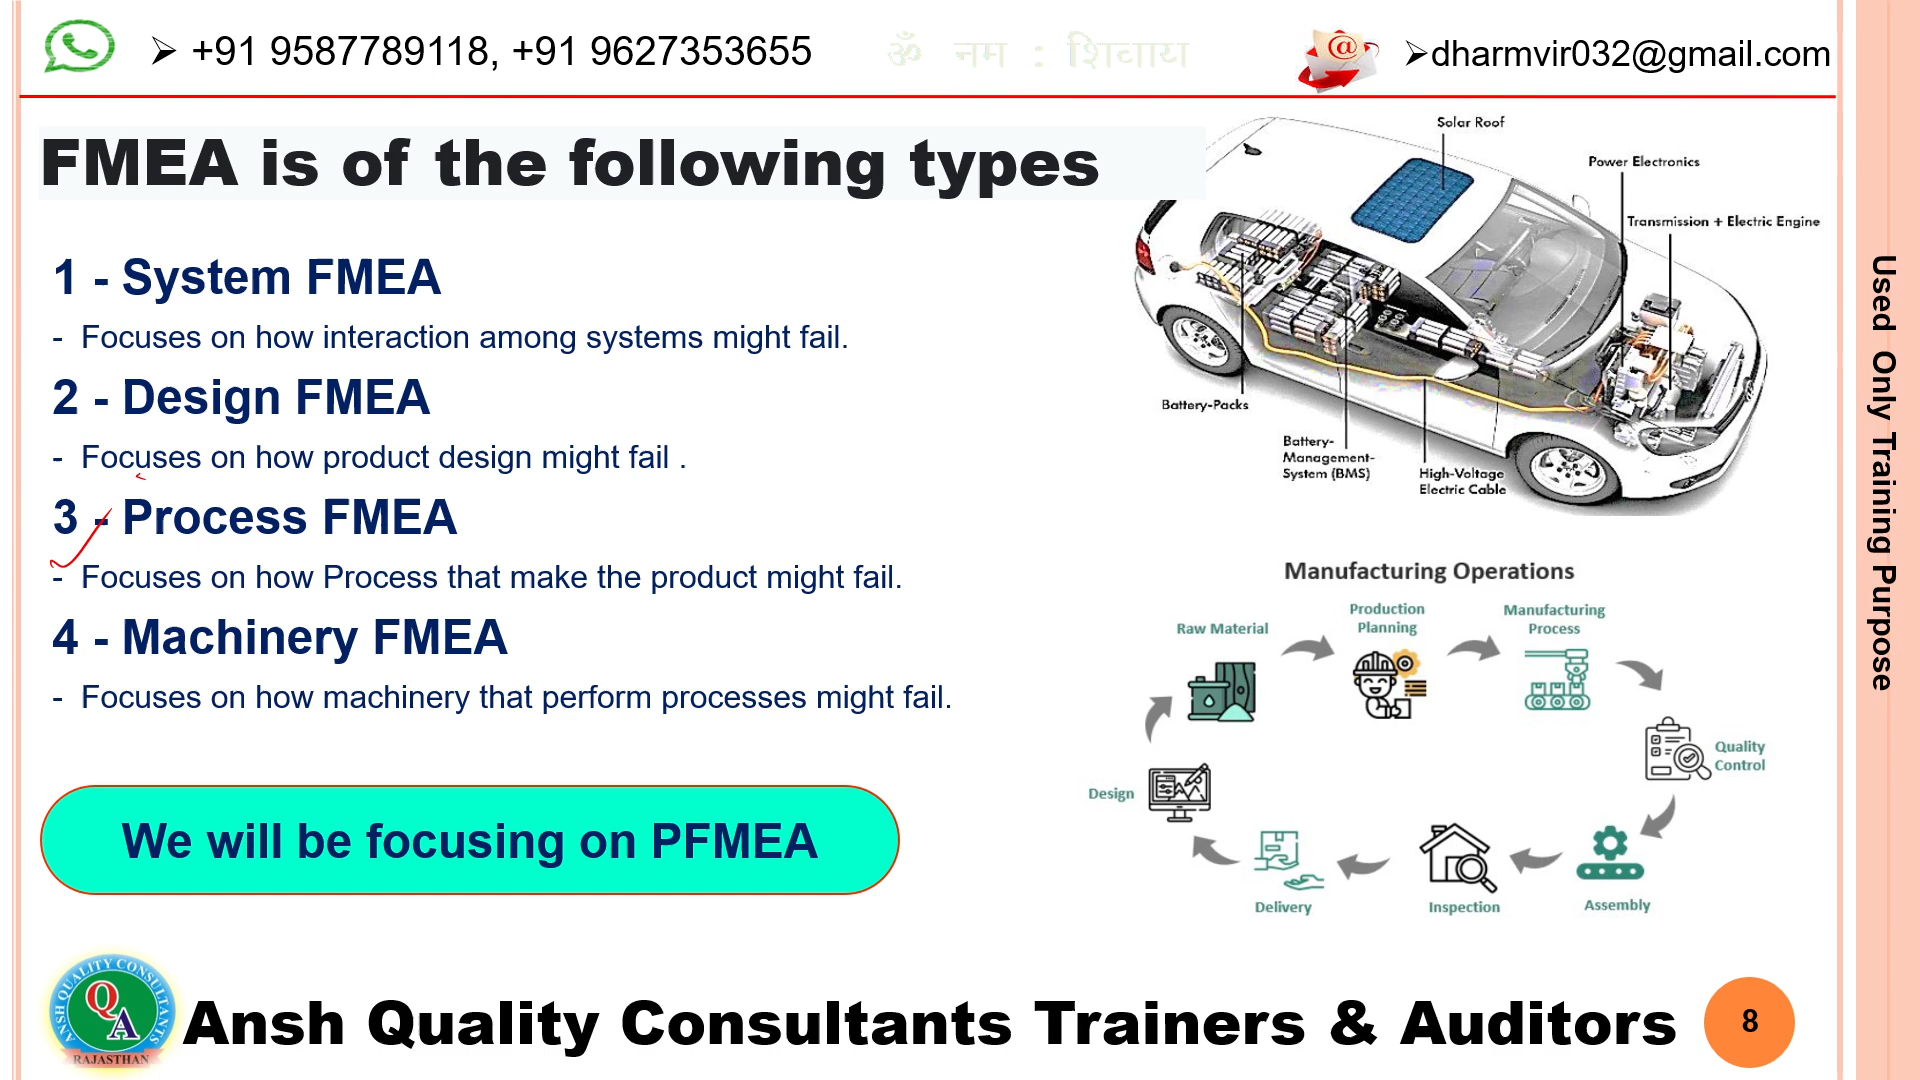 ➢ +91 9587789118, +91 9627353655
ॐ नम : शिवाय
➢dharmvir032@gmail.com
FMEA is of the following types
1 - System FMEA
- Focuses on how interaction among systems might fail.
2 - Design FMEA
- Focuses on how product design might fail .
3 - Process FMEA
- Focuses on how Process that make the product might fail.
4 - Machinery FMEA
- Focuses on how machinery that perform processes might fail.
We will be focusing on PFMEA
Solar Roof
Power Electronics
Transmission + Electric Engine
Battery-Packs
Battery-
Management-
System (BMS)
High-Voltage
Electric Cable
Manufacturing Operations
Raw Material
Production
Planning
Manufacturing
Process
Quality
Control
Assembly
Inspection
Delivery
Design
Used Only Training Purpose
ANSH QUALITY CONSULTANTS
QA
RAJASTHAN
Ansh Quality Consultants Trainers & Auditors
8